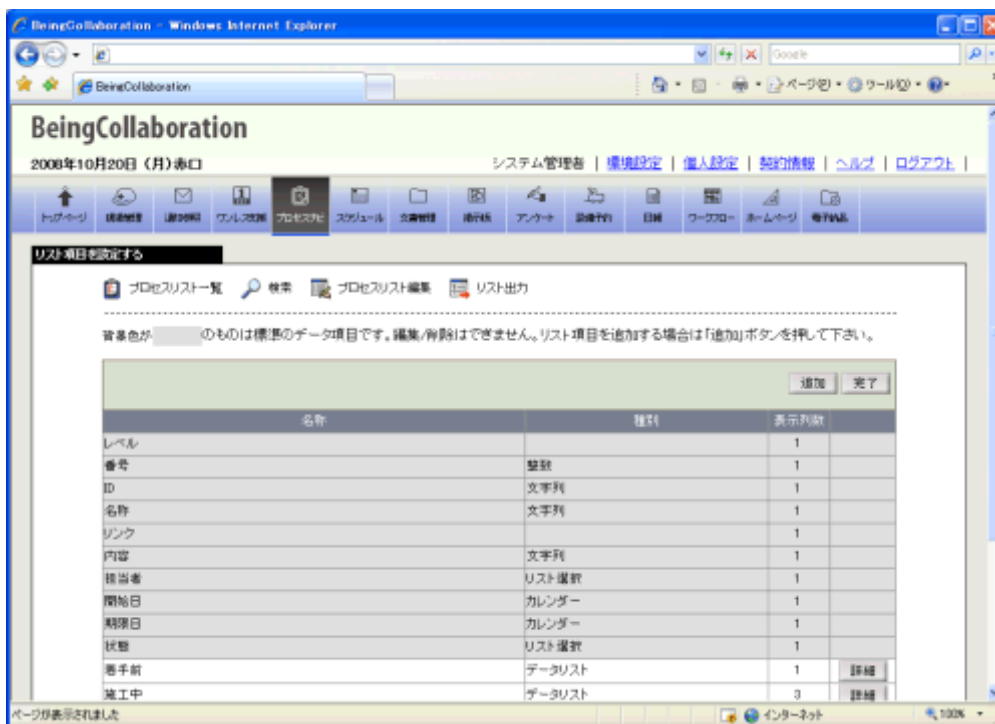 BeingCollaboration - Windows Internet Explorer
Google
BeingCollaboration
ページ(P) ツール(O)
BeingCollaboration
2008年10月20日 (月) 赤口
システム管理者 | 環境設定 | 個人設定 | 契約情報 | ヘルプ | ログアウト |
トップページ プロセスナビ スケジュール 文書管理 掲示板 アンケート 設備予約 日報 ワークフロー ホームページ 電子納品
リスト項目を設定する
プロセスリスト一覧 検索 プロセスリスト編集 リスト出力
背景色が のものは標準のデータ項目です。編集/削除はできません。リスト項目を追加する場合は「追加」ボタンを押して下さい。
追加 完了
名称 種別 表示列数
レベル 1
番号 整数 1
ID 文字列 1
名称 文字列 1
リンク 1
内容 文字列 1
担当者 リスト選択 1
開始日 カレンダー 1
期限日 カレンダー 1
状態 リスト選択 1
着手前 データリスト 1 詳細
施工中 データリスト 3 詳細
ページが表示されました
インターネット
100%